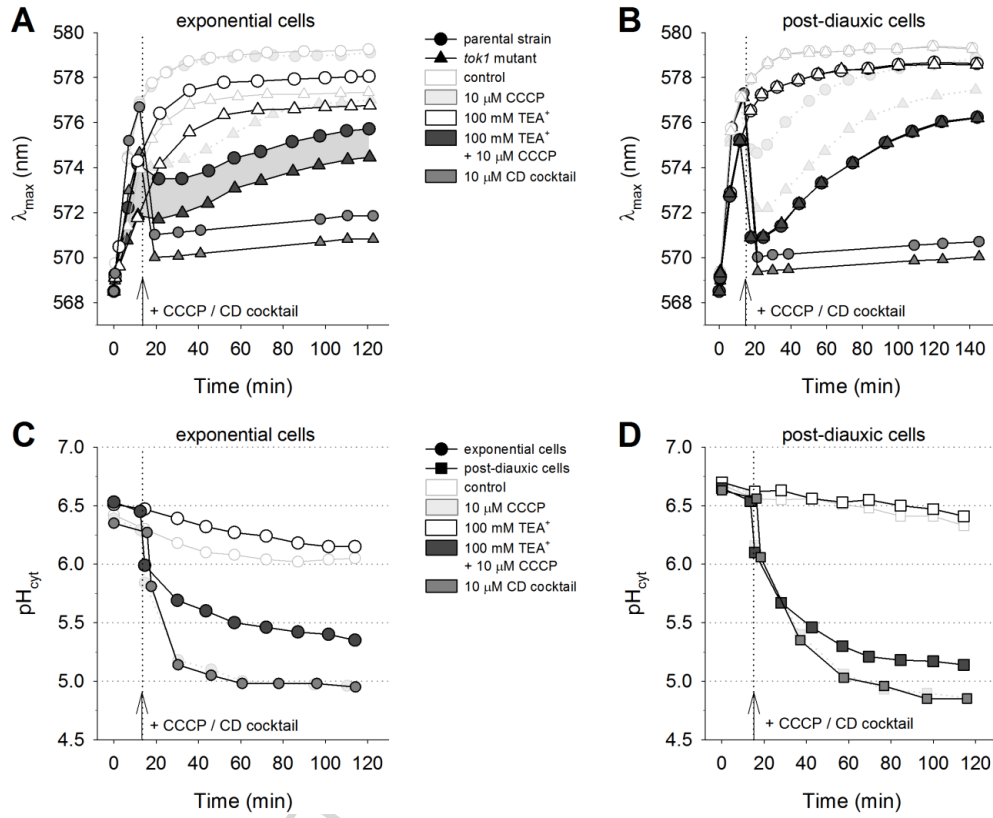 A
exponential cells
580
578
576
574
572
570
568
λmax (nm)
+ CCCP / CD cocktail
0 20 40 60 80 100 120
Time (min)
parental strain
tok1 mutant
control
10 μM CCCP
100 mM TEA⁺
100 mM TEA⁺
+ 10 μM CCCP
10 μM CD cocktail
B
post-diauxic cells
580
578
576
574
572
570
568
λmax (nm)
+ CCCP / CD cocktail
0 20 40 60 80 100 120 140
Time (min)
C
exponential cells
7.0
6.5
6.0
5.5
5.0
4.5
pHcyt
+ CCCP / CD cocktail
0 20 40 60 80 100 120
Time (min)
exponential cells
post-diauxic cells
control
10 μM CCCP
100 mM TEA⁺
100 mM TEA⁺
+ 10 μM CCCP
10 μM CD cocktail
D
post-diauxic cells
7.0
6.5
6.0
5.5
5.0
4.5
pHcyt
+ CCCP / CD cocktail
0 20 40 60 80 100 120
Time (min)